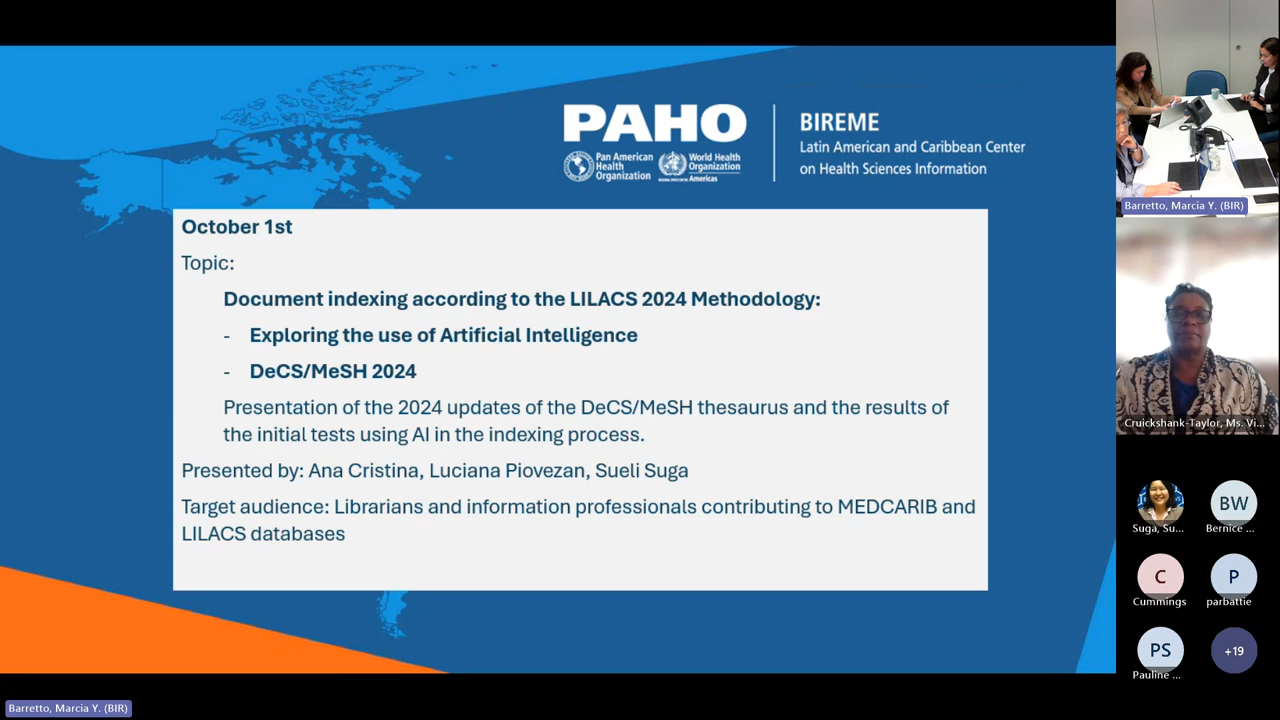 PAHO
Pan American
Health
Organization
World Health
Organization
Americas
BIREME
Latin American and Caribbean Center
on Health Sciences Information
October 1st
Topic:
Document indexing according to the LILACS 2024 Methodology:
- Exploring the use of Artificial Intelligence
- DeCS/MeSH 2024
Presentation of the 2024 updates of the DeCS/MeSH thesaurus and the results of
the initial tests using AI in the indexing process.
Presented by: Ana Cristina, Luciana Piovezan, Sueli Suga
Target audience: Librarians and information professionals contributing to MEDCARIB and
LILACS databases
Barretto, Marcia Y. (BIR)
Barretto, Marcia Y. (BIR)
Cruickshank-Taylor, Ms. Vi...
Suga, Su...
BW
Bernice ...
C
Cummings
P
parbattie
PS
Pauline ...
+19